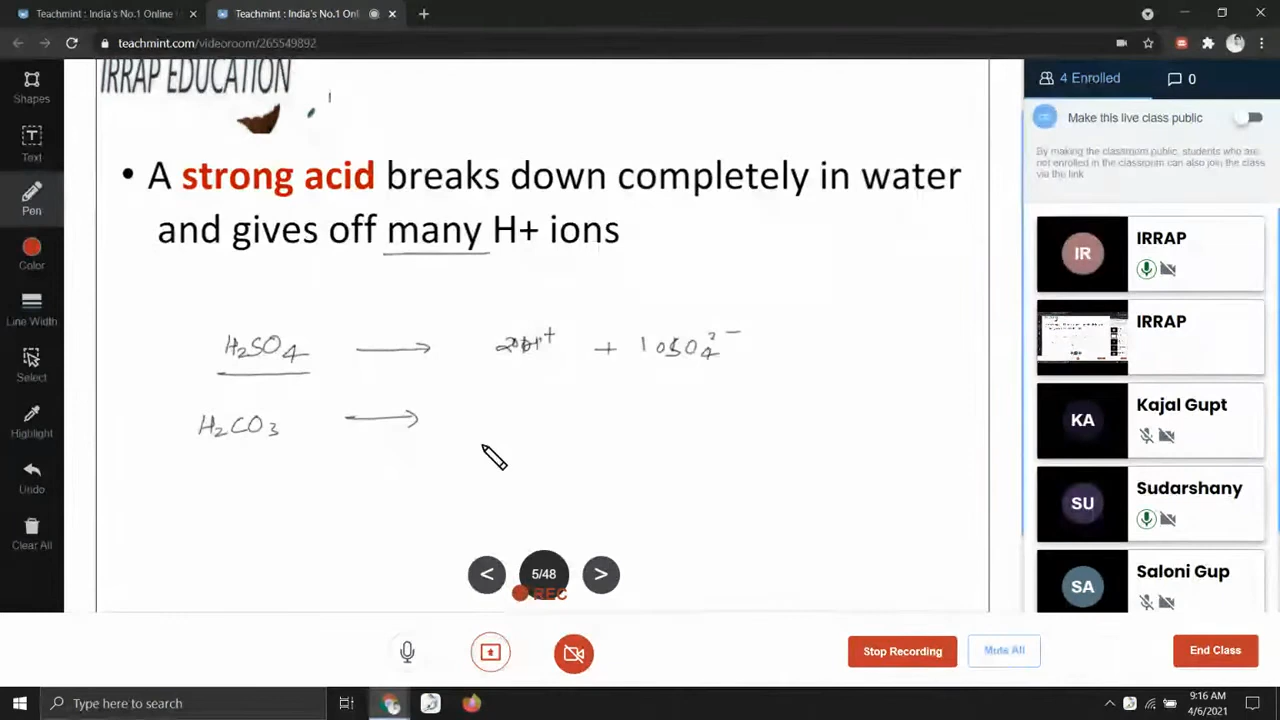 Teachmint : India's No.1 Online
Teachmint : India's No.1 Onl
teachmint.com/videoroom/265549892
Shapes
Text
Pen
Color
Line Width
Select
Highlight
Undo
Clear All
IRRAP EDUCATION
• A strong acid breaks down completely in water
and gives off many H+ ions
H₂SO₄ ⟶ + SO₄²⁻
H₂CO₃ ⟶
< 5/48 >
REC
4 Enrolled
0
Make this live class public
By making the classroom public, students who are
not enrolled in the classroom can also join the class
via the link
IR
IRRAP
IRRAP
KA
Kajal Gupt
SU
Sudarshany
SA
Saloni Gup
Stop Recording
Mute All
End Class
Type here to search
9:16 AM
4/6/2021